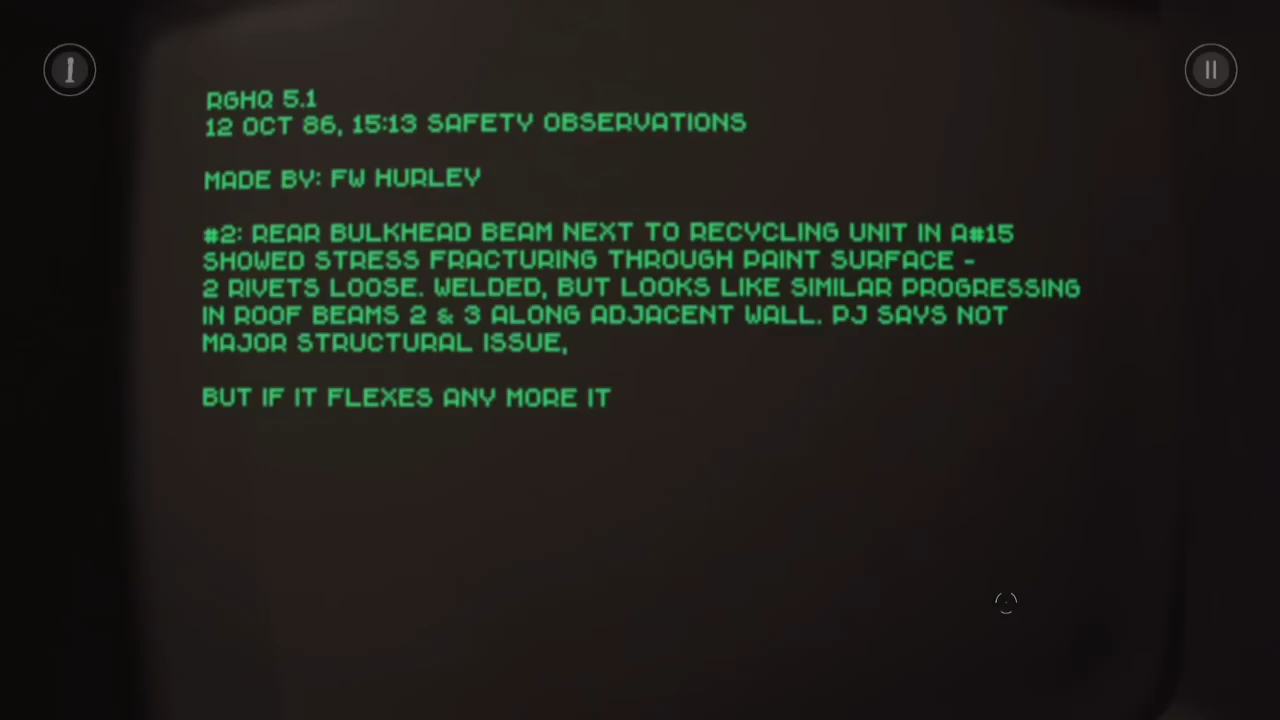 RGHQ 5.1
12 OCT 86, 15:13 SAFETY OBSERVATIONS
MADE BY: FW HURLEY
#2: REAR BULKHEAD BEAM NEXT TO RECYCLING UNIT IN A#15
SHOWED STRESS FRACTURING THROUGH PAINT SURFACE -
2 RIVETS LOOSE. WELDED, BUT LOOKS LIKE SIMILAR PROGRESSING
IN ROOF BEAMS 2 & 3 ALONG ADJACENT WALL. PJ SAYS NOT
MAJOR STRUCTURAL ISSUE,
BUT IF IT FLEXES ANY MORE IT